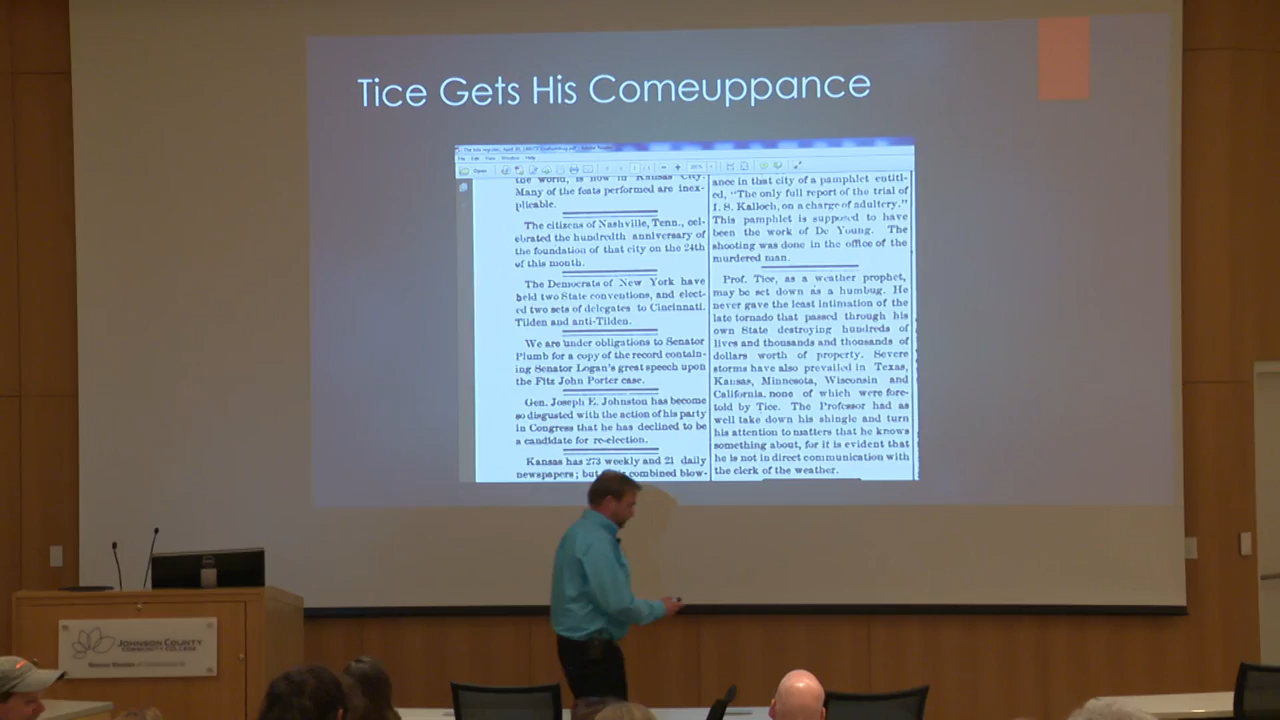 Tice Gets His Comeuppance
File Edit View Window Help
Open
the world, is now in Kansas City.
Many of the feats performed are inex-
plicable.
The citizens of Nashville, Tenn., cel-
ebrated the hundredth anniversary of
the foundation of that city on the 24th
of this month.
The Democrats of New York have
held two State conventions, and elect-
ed two sets of delegates to Cincinnati.
Tilden and anti-Tilden.
We are under obligations to Senator
Plumb for a copy of the record contain-
ing Senator Logan's great speech upon
the Fitz John Porter case.
Gen. Joseph E. Johnston has become
so disgusted with the action of his party
in Congress that he has declined to be
a candidate for re-election.
Kansas has 273 weekly and 21 daily
newspapers; but combined blow-
ance in that city of a pamphlet entitl-
ed, "The only full report of the trial of
I. S. Kalloch, on a charge of adultery."
This pamphlet is supposed to have
been the work of De Young. The
shooting was done in the office of the
murdered man.
Prof. Tice, as a weather prophet,
may be set down as a humbug. He
never gave the least intimation of the
late tornado that passed through his
own State destroying hundreds of
lives and thousands and thousands of
dollars worth of property. Severe
storms have also prevailed in Texas,
Kansas, Minnesota, Wisconsin and
California, none of which were fore-
told by Tice. The Professor had as
well take down his shingle and turn
his attention to matters that he knows
something about, for it is evident that
he is not in direct communication with
the clerk of the weather.
JOHNSON COUNTY
COMMUNITY COLLEGE